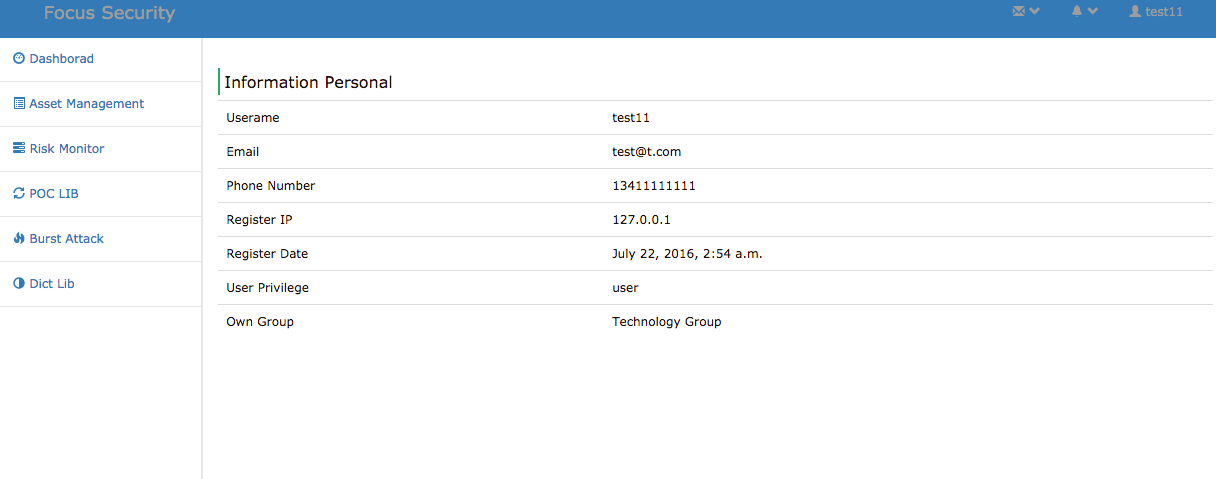 Focus Security
test11
Dashborad
Asset Management
Risk Monitor
POC LIB
Burst Attack
Dict Lib
Information Personal
Userame test11
Email test@t.com
Phone Number 13411111111
Register IP 127.0.0.1
Register Date July 22, 2016, 2:54 a.m.
User Privilege user
Own Group Technology Group